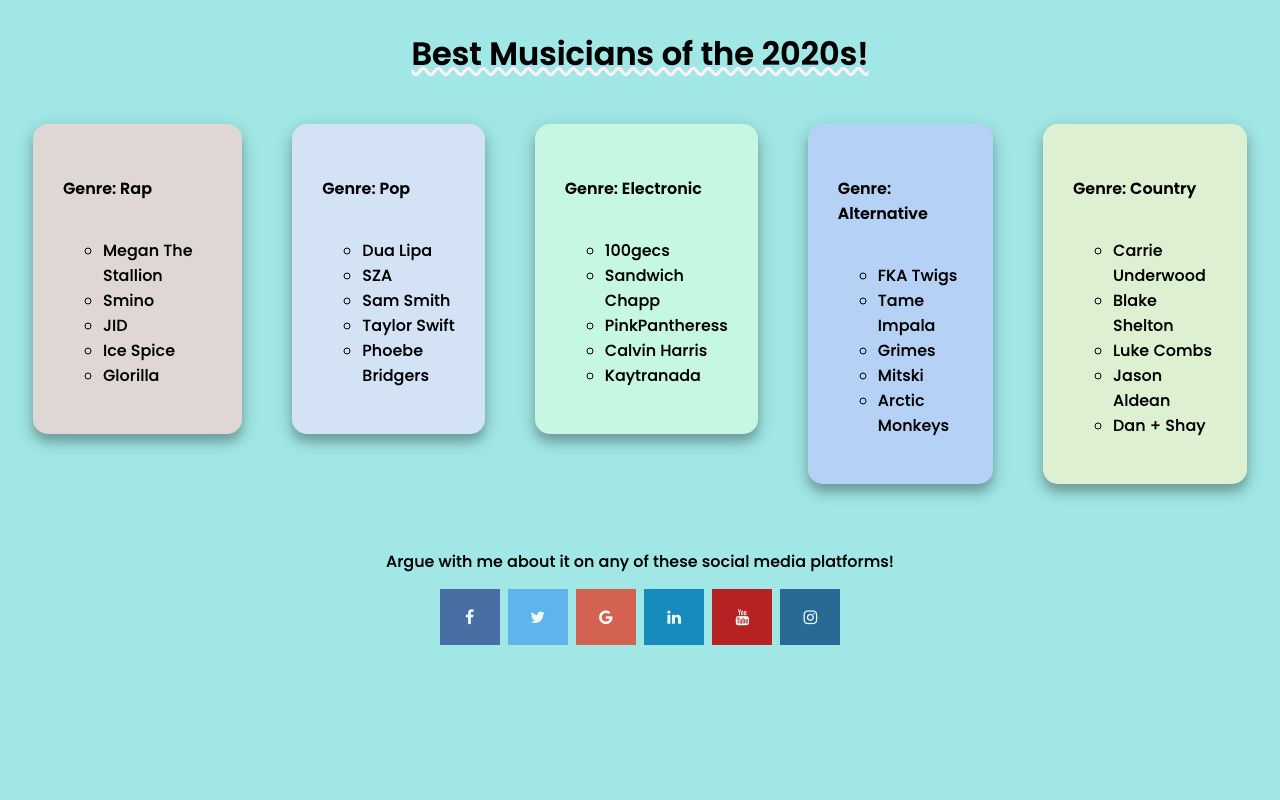 Best Musicians of the 2020s!
Genre: Rap
Megan The
Stallion
Smino
JID
Ice Spice
Glorilla
Genre: Pop
Dua Lipa
SZA
Sam Smith
Taylor Swift
Phoebe
Bridgers
Genre: Electronic
100gecs
Sandwich
Chapp
PinkPantheress
Calvin Harris
Kaytranada
Genre:
Alternative
FKA Twigs
Tame
Impala
Grimes
Mitski
Arctic
Monkeys
Genre: Country
Carrie
Underwood
Blake
Shelton
Luke Combs
Jason
Aldean
Dan + Shay
Argue with me about it on any of these social media platforms!
f
G
in
You
Tube